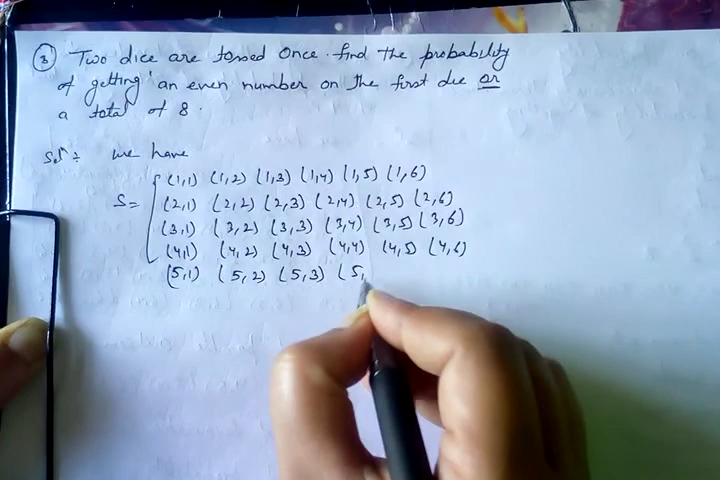 ③ Two dice are tossed once. find the probability
of getting an even number on the first die or
a total of 8.
Solⁿ: we have
S= { (1,1) (1,2) (1,3) (1,4) (1,5) (1,6)
(2,1) (2,2) (2,3) (2,4) (2,5) (2,6)
(3,1) (3,2) (3,3) (3,4) (3,5) (3,6)
(4,1) (4,2) (4,3) (4,4) (4,5) (4,6)
(5,1) (5,2) (5,3) (5,